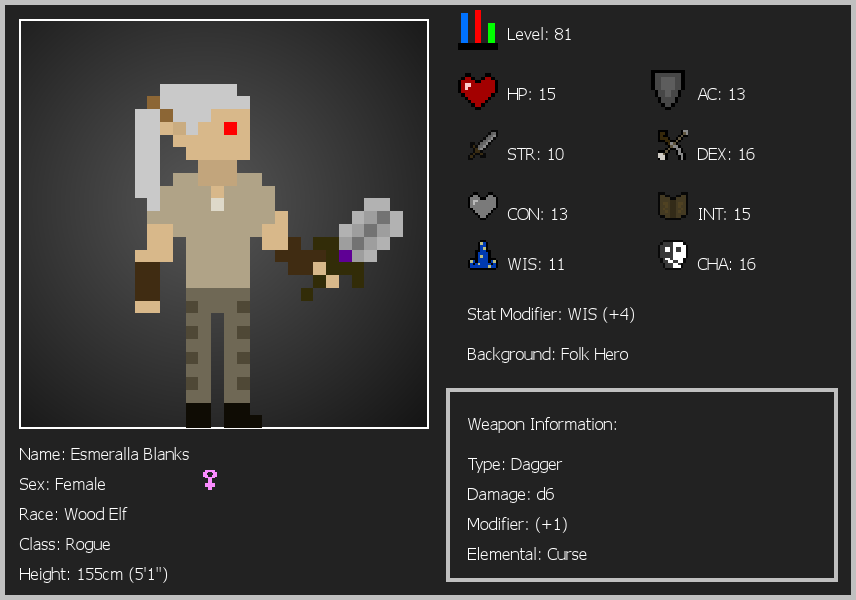 Level: 81
HP: 15
AC: 13
STR: 10
DEX: 16
CON: 13
INT: 15
WIS: 11
CHA: 16
Stat Modifier: WIS (+4)
Background: Folk Hero
Weapon Information:
Type: Dagger
Damage: d6
Modifier: (+1)
Elemental: Curse
Name: Esmeralla Blanks
Sex: Female
Race: Wood Elf
Class: Rogue
Height: 155cm (5'1")